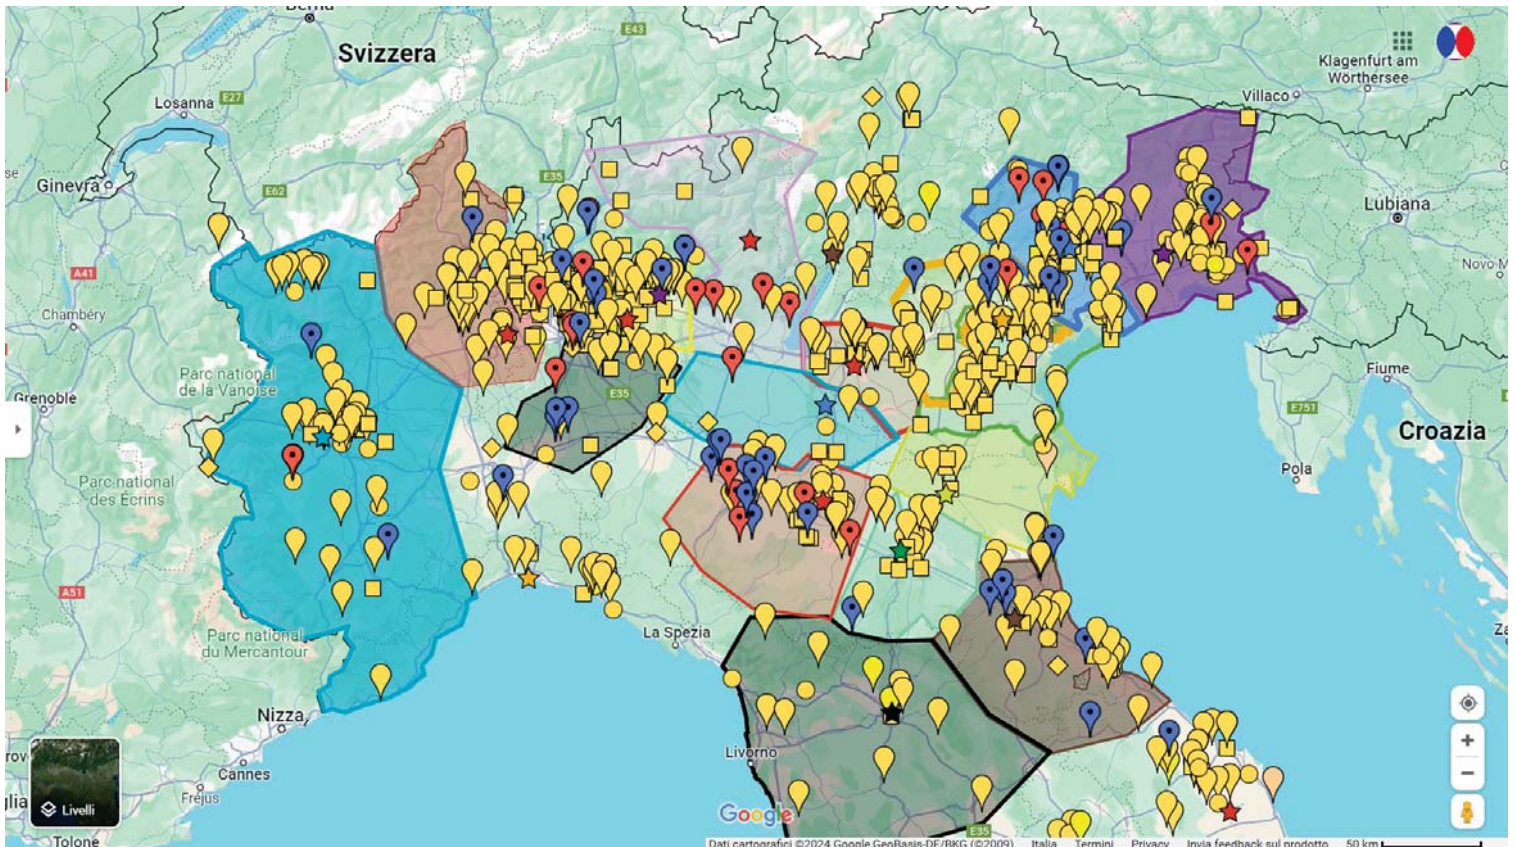 Berna
Svizzera
E43
Klagenfurt am
Wörthersee
Villaco
Losanna
E27
Ginevra
E62
E35
Lubiana
A41
Chambéry
Parc national
de la Vanoise
Grenoble
E35
Fiume
E751
Croazia
Parc national
des Écrins
Pola
A51
Parc national
du Mercantour
La Spezia
Nizza
Livorno
Cannes
Fréjus
Livelli
Tolone
Google
E35
Dati cartografici ©2024 Google GeoBasis-DE/BKG (©2009) Italia Termini Privacy Invia feedback sul prodotto 50 km